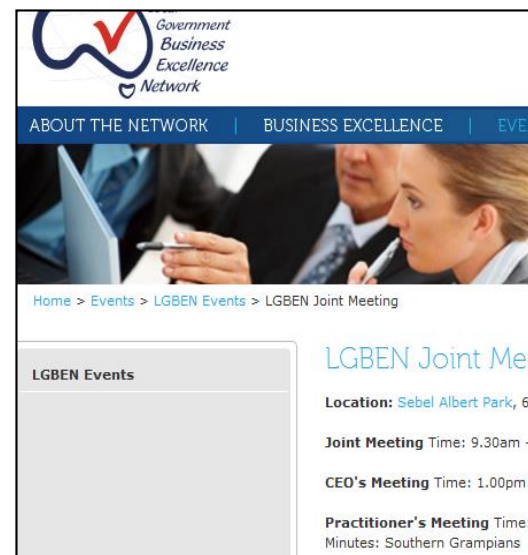 Government
Business
Excellence
Network
ABOUT THE NETWORK | BUSINESS EXCELLENCE | EVE
Home > Events > LGBEN Events > LGBEN Joint Meeting
LGBEN Events
LGBEN Joint Me
Location: Sebel Albert Park, 6
Joint Meeting Time: 9.30am -
CEO's Meeting Time: 1.00pm
Practitioner's Meeting Time
Minutes: Southern Grampians